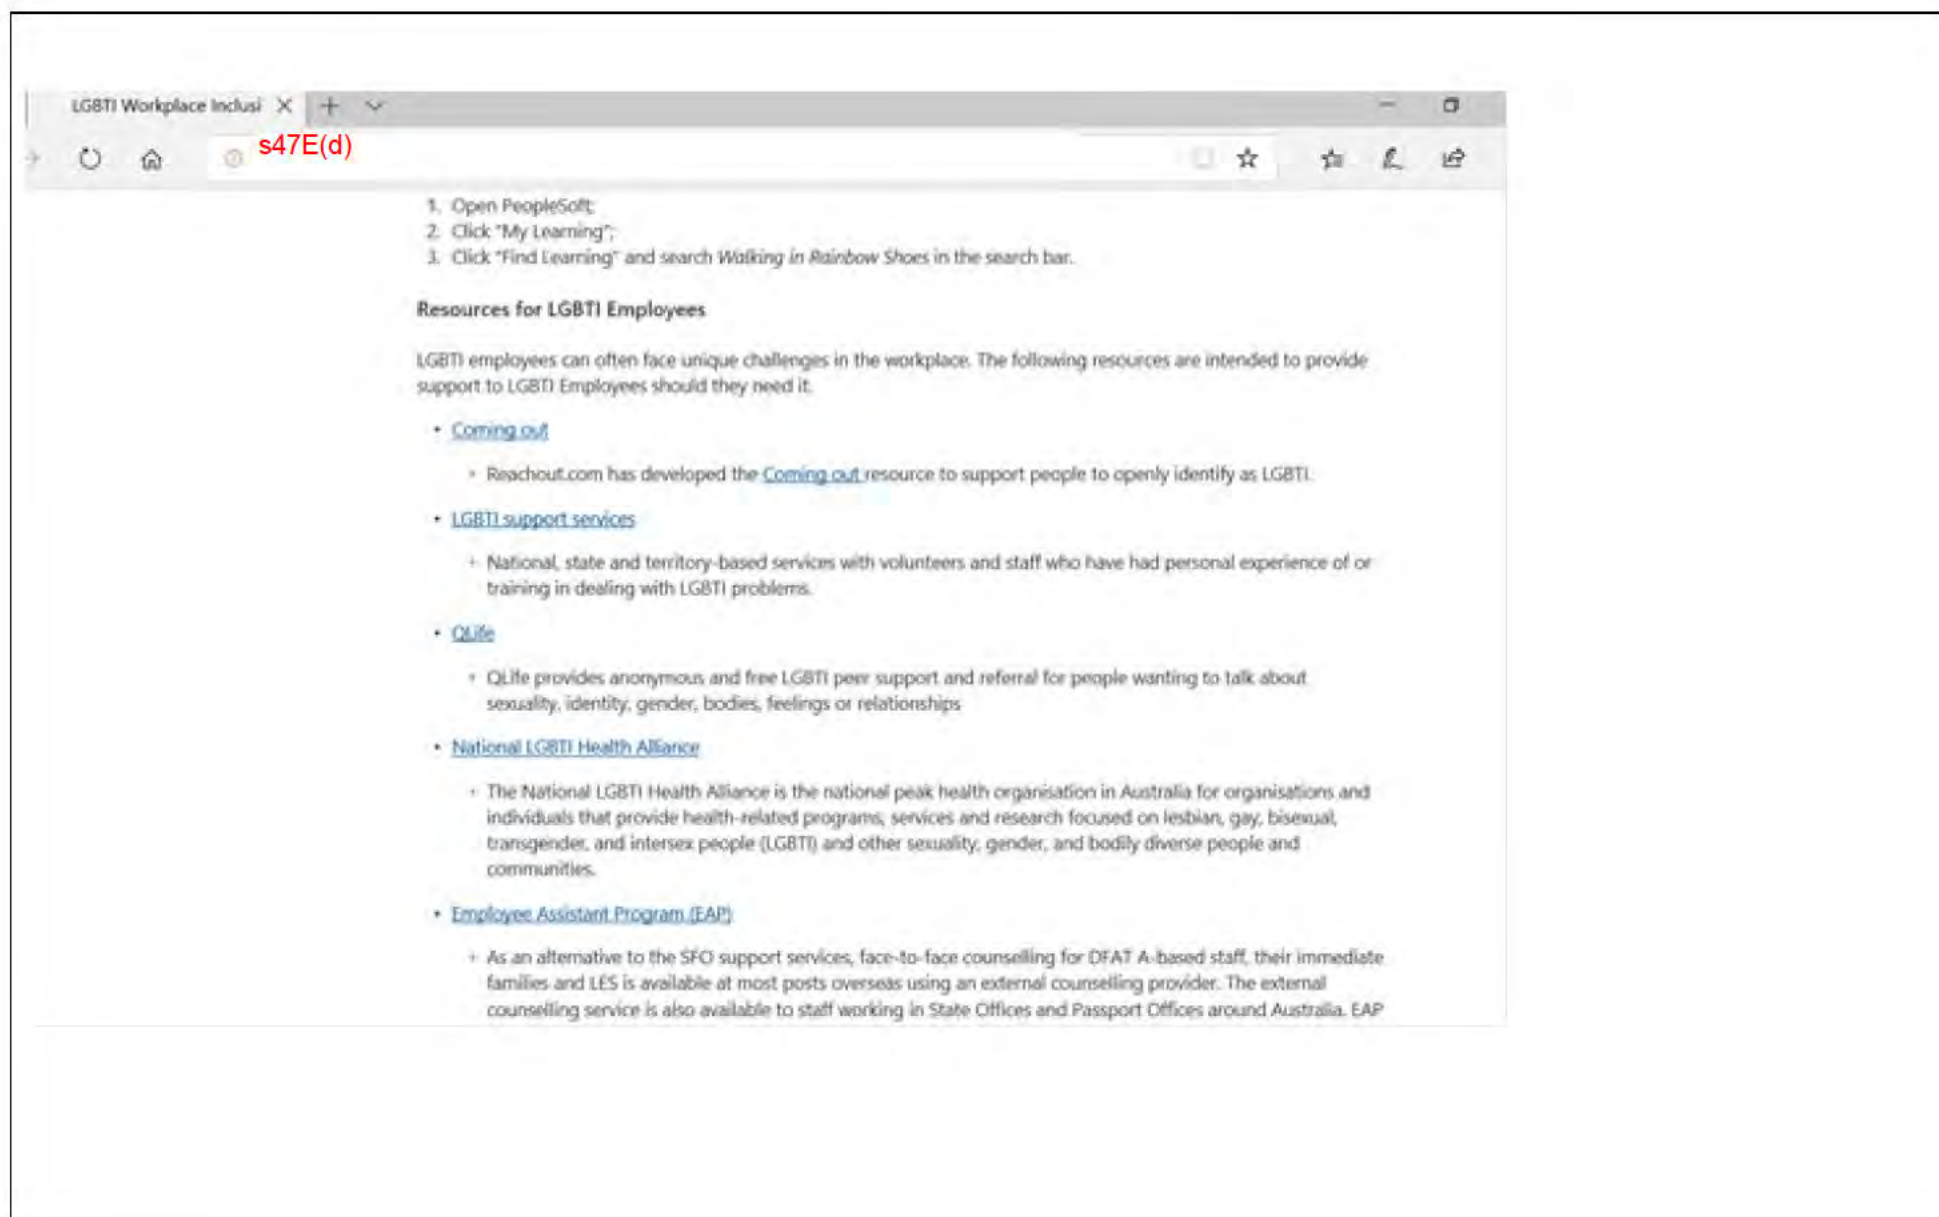 LGBTI Workplace Inclusi
s47E(d)
1. Open PeopleSoft;
2. Click "My Learning";
3. Click "Find Learning" and search Walking in Rainbow Shoes in the search bar.
Resources for LGBTI Employees
LGBTI employees can often face unique challenges in the workplace. The following resources are intended to provide
support to LGBTI Employees should they need it.
• Coming out
◦ Reachout.com has developed the Coming out resource to support people to openly identify as LGBTI.
• LGBTI support services
◦ National, state and territory-based services with volunteers and staff who have had personal experience of or
training in dealing with LGBTI problems.
• QLife
◦ QLife provides anonymous and free LGBTI peer support and referral for people wanting to talk about
sexuality, identity, gender, bodies, feelings or relationships
• National LGBTI Health Alliance
◦ The National LGBTI Health Alliance is the national peak health organisation in Australia for organisations and
individuals that provide health-related programs, services and research focused on lesbian, gay, bisexual,
transgender, and intersex people (LGBTI) and other sexuality, gender, and bodily diverse people and
communities.
• Employee Assistant Program (EAP)
◦ As an alternative to the SFO support services, face-to-face counselling for DFAT A-based staff, their immediate
families and LES is available at most posts overseas using an external counselling provider. The external
counselling service is also available to staff working in State Offices and Passport Offices around Australia. EAP